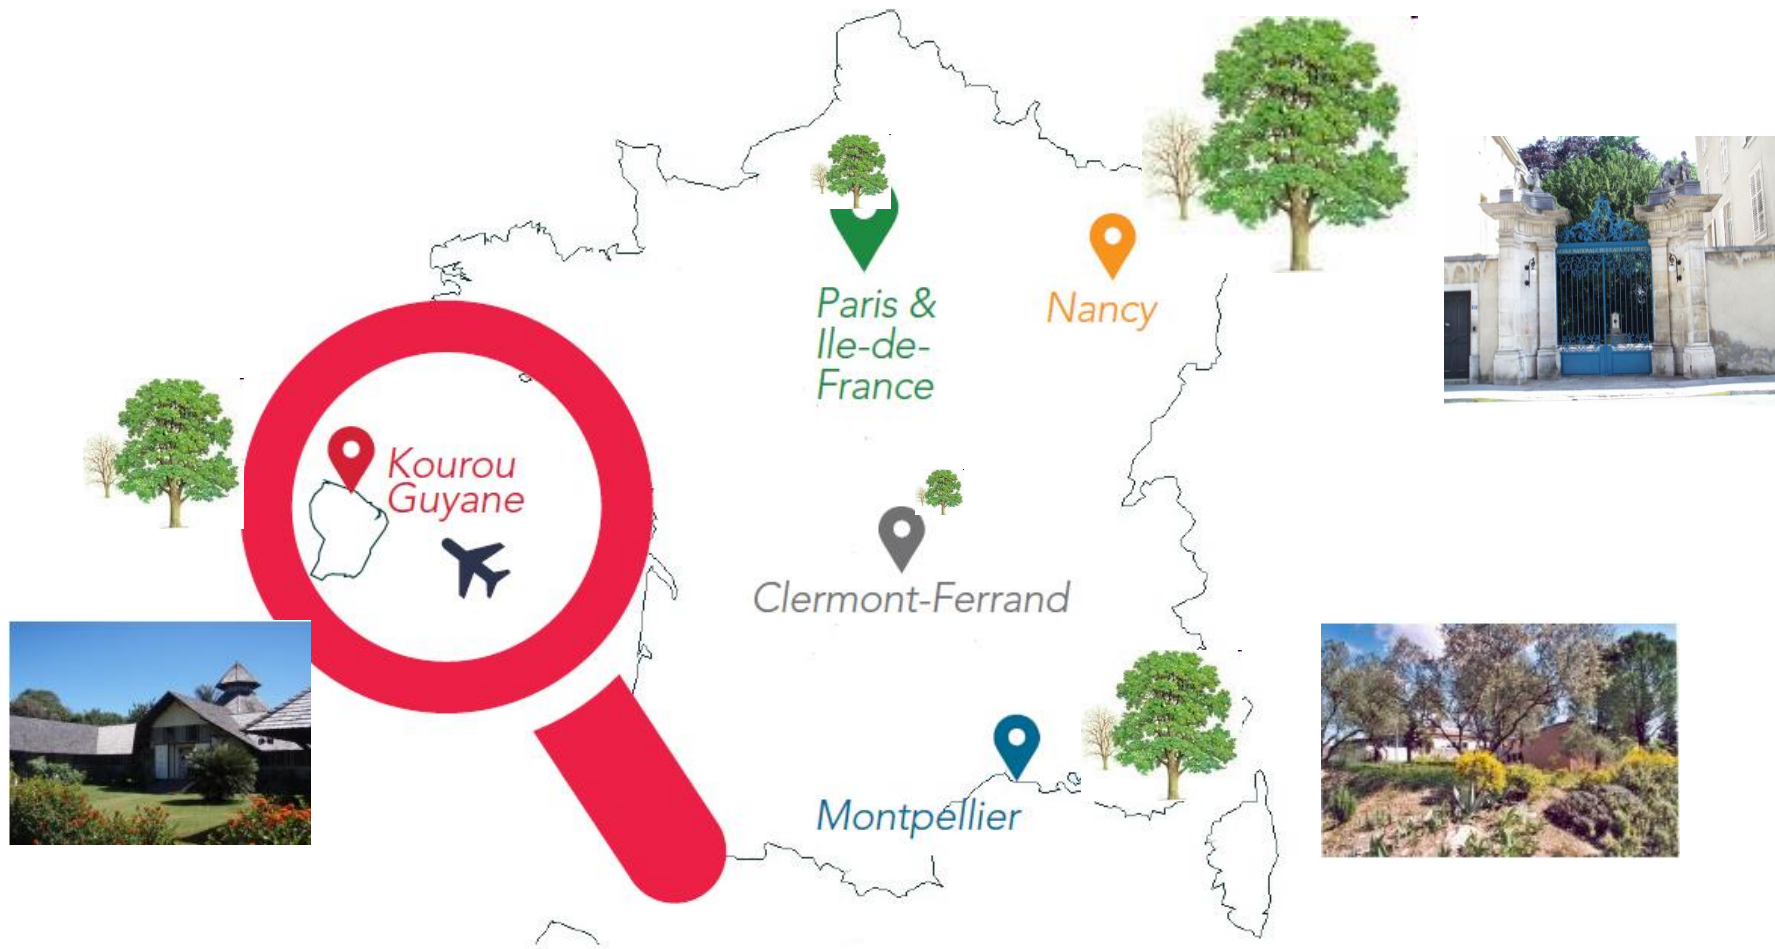 Paris &
Ile-de-
France
Nancy
Kourou
Guyane
Clermont-Ferrand
Montpellier